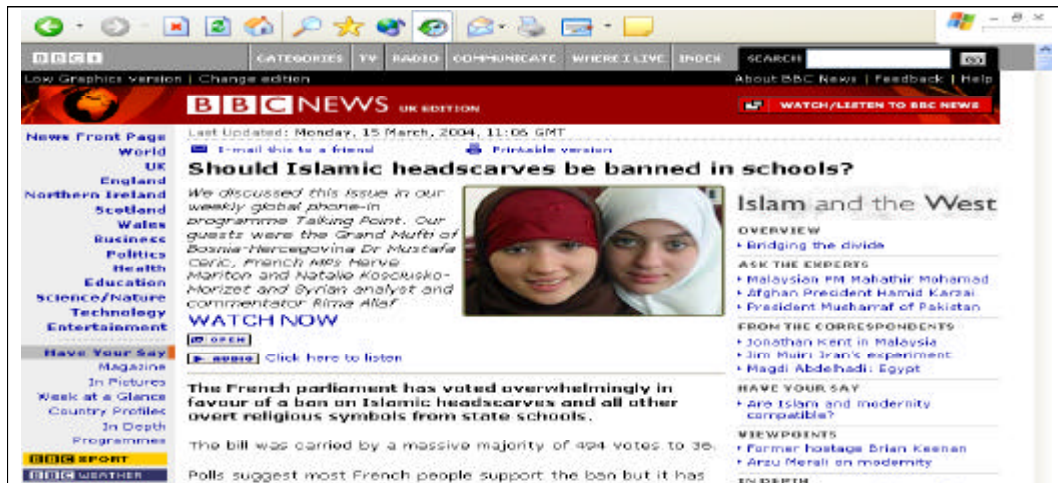 BBCi
CATEGORIES TV RADIO COMMUNICATE WHERE I LIVE INDEX SEARCH
Low Graphics version | Change edition
About BBC News | Feedback | Help
BBC NEWS UK EDITION
WATCH/LISTEN TO BBC NEWS
News Front Page
World
UK
England
Northern Ireland
Scotland
Wales
Business
Politics
Health
Education
Science/Nature
Technology
Entertainment
Have Your Say
Magazine
In Pictures
Week at a Glance
Country Profiles
In Depth
Programmes
BBC SPORT
BBC WEATHER
Last Updated: Monday, 15 March, 2004, 11:06 GMT
E-mail this to a friend
Printable version
Should Islamic headscarves be banned in schools?
We discussed this issue in our
weekly global phone-in
programme Talking Point. Our
guests were the Grand Mufti of
Bosnia-Hercegovina Dr Mustafa
Ceric, French MPs Herve
Mariton and Natalie Kosciusko-
Morizet and Syrian analyst and
commentator Rima Allaf
WATCH NOW
OPEN
AUDIO Click here to listen
The French parliament has voted overwhelmingly in
favour of a ban on Islamic headscarves and all other
overt religious symbols from state schools.
The bill was carried by a massive majority of 494 votes to 36.
Polls suggest most French people support the ban but it has
Islam and the West
OVERVIEW
Bridging the divide
ASK THE EXPERTS
Malaysian PM Mahathir Mohamad
Afghan President Hamid Karzai
President Musharraf of Pakistan
FROM THE CORRESPONDENTS
Jonathan Kent in Malaysia
Jim Muir: Iran's experiment
Magdi Abdelhadi: Egypt
HAVE YOUR SAY
Are Islam and modernity
compatible?
VIEWPOINTS
Former hostage Brian Keenan
Arzu Merali on modernity
IN DEPTH